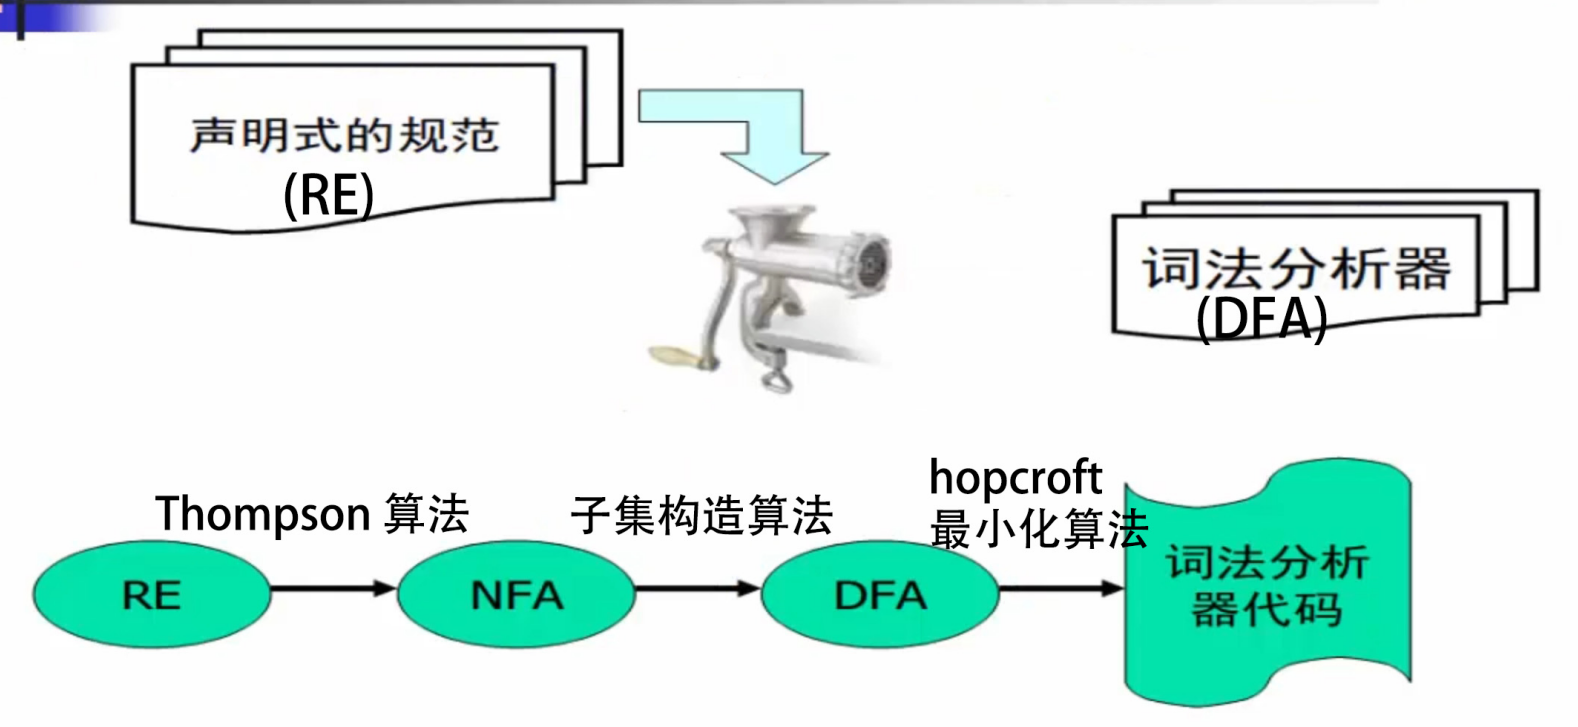 声明式的规范
(RE)
词法分析器
(DFA)
Thompson 算法
子集构造算法
hopcroft
最小化算法
RE
NFA
DFA
词法分析
器代码